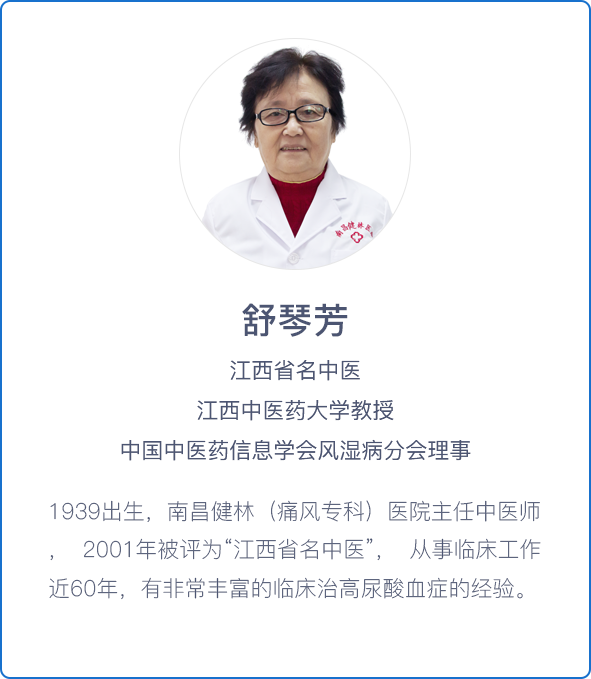 南昌健林医
舒琴芳
江西省名中医
江西中医药大学教授
中国中医药信息学会风湿病分会理事
1939出生，南昌健林（痛风专科）医院主任中医师
， 2001年被评为“江西省名中医”， 从事临床工作
近60年，有非常丰富的临床治高尿酸血症的经验。